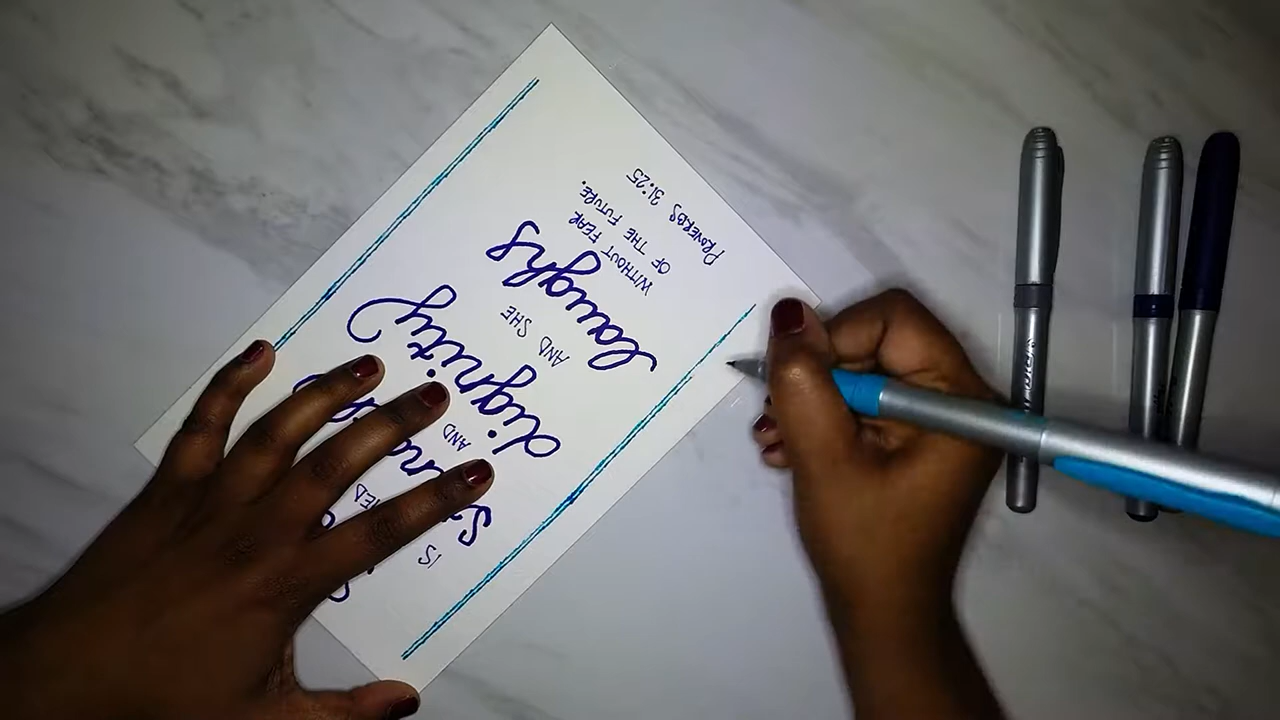 IS
AND
dignity
AND SHE
laughs
WITHOUT FEAR
OF THE FUTURE.
PROVERBS 31:25